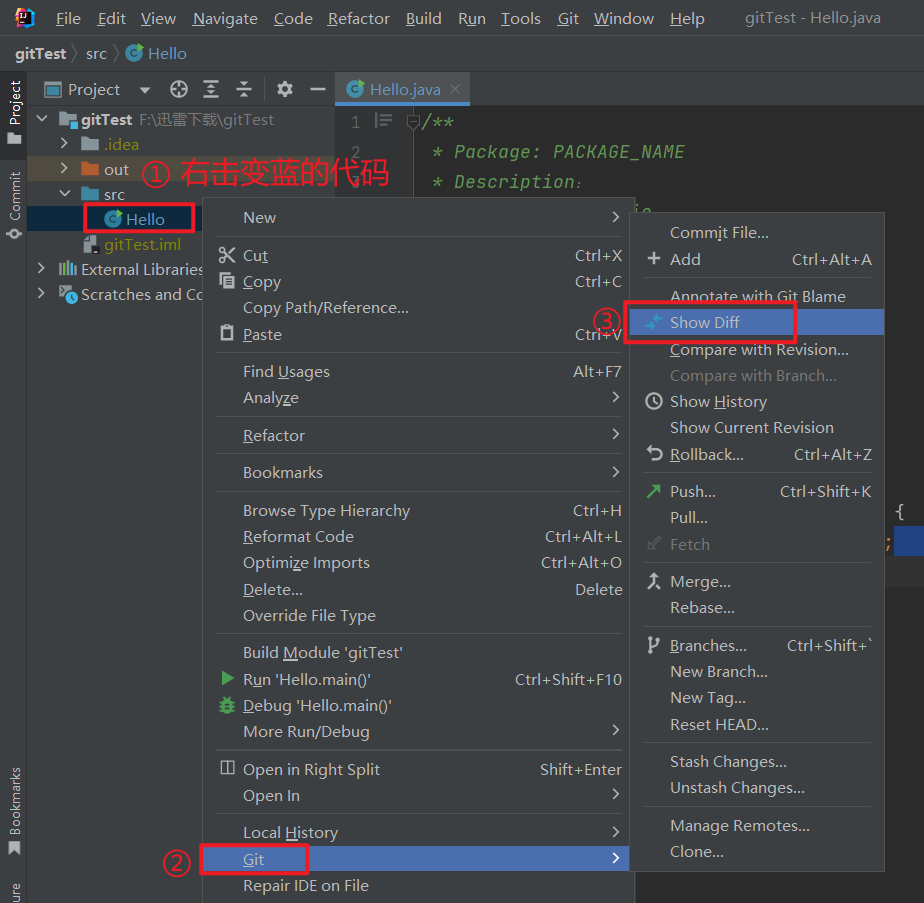 File Edit View Navigate Code Refactor Build Run Tools Git Window Help gitTest - Hello.java
gitTest src Hello
Project
Commit
Bookmarks
Project
gitTest F:\迅雷下载\gitTest
.idea
out
src
Hello
gitTest.iml
External Libraries
① 右击变蓝的代码
Hello.java
1 /**
2 * Package: PACKAGE_NAME
* Description:
New
Cut Ctrl+X
Copy Ctrl+C
Copy Path/Reference...
Paste Ctrl+V
Find Usages Alt+F7
Analyze
Refactor
Bookmarks
Browse Type Hierarchy Ctrl+H
Reformat Code Ctrl+Alt+L
Optimize Imports Ctrl+Alt+O
Delete... Delete
Override File Type
Build Module 'gitTest'
Run 'Hello.main()' Ctrl+Shift+F10
Debug 'Hello.main()'
More Run/Debug
Open in Right Split Shift+Enter
Open In
Local History
② Git
Repair IDE on File
Commit File...
Add Ctrl+Alt+A
Annotate with Git Blame
③ Show Diff
Compare with Revision...
Compare with Branch...
Show History
Show Current Revision
Rollback... Ctrl+Alt+Z
Push... Ctrl+Shift+K
Pull...
Fetch
Merge...
Rebase...
Branches... Ctrl+Shift+`
New Branch...
New Tag...
Reset HEAD...
Stash Changes...
Unstash Changes...
Manage Remotes...
Clone...
{
;